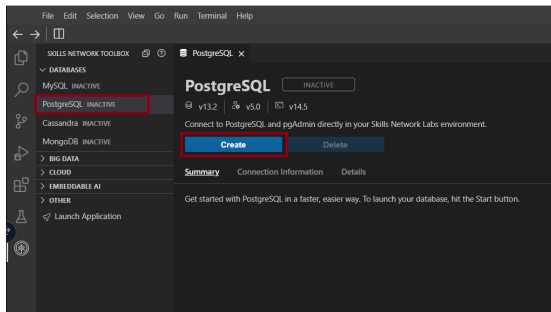 File Edit Selection View Go Run Terminal Help
SKILLS NETWORK TOOLBOX
PostgreSQL ×
DATABASES
MySQL INACTIVE
PostgreSQL INACTIVE
Cassandra INACTIVE
MongoDB INACTIVE
BIG DATA
CLOUD
EMBEDDABLE AI
OTHER
Launch Application
PostgreSQL INACTIVE
v13.2 v5.0 v14.5
Connect to PostgreSQL and pgAdmin directly in your Skills Network Labs environment.
Create Delete
Summary Connection Information Details
Get started with PostgreSQL in a faster, easier way. To launch your database, hit the Start button.